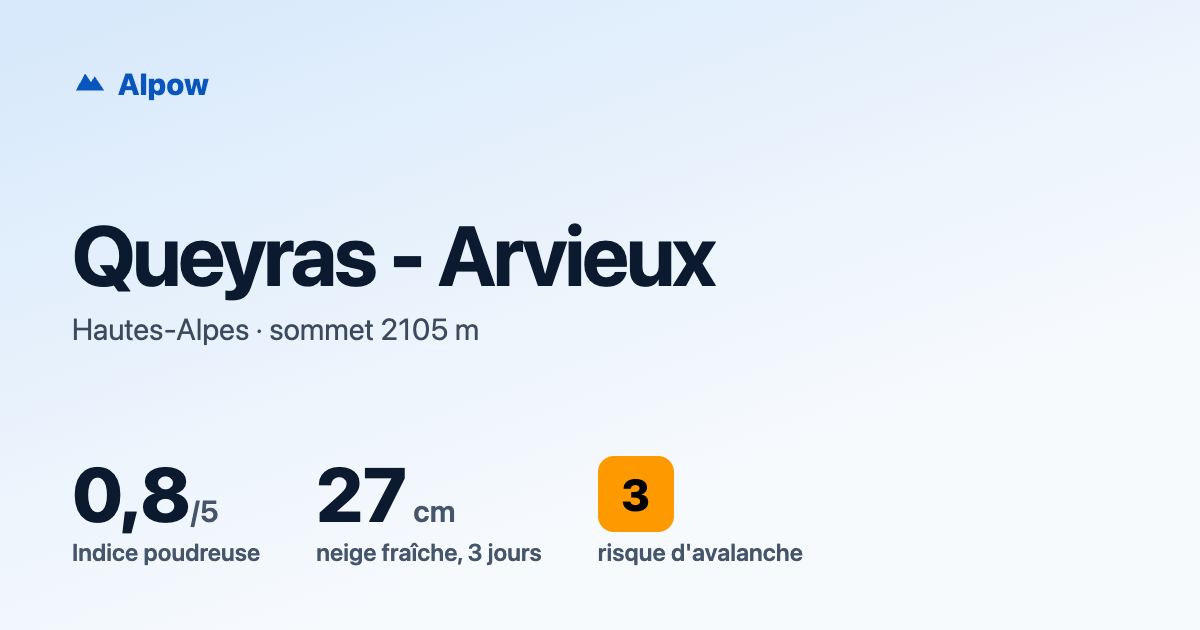 Alpow
Queyras - Arvieux
Hautes-Alpes · sommet 2105 m
0,8/5 27 cm 3
Indice poudreuse neige fraîche, 3 jours risque d'avalanche